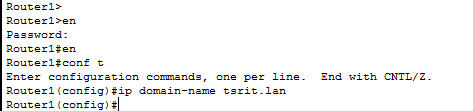 Router1>
Router1>en
Password:
Router1#en
Router1#conf t
Enter configuration commands, one per line.  End with CNTL/Z.
Router1(config)#ip domain-name tsrit.lan
Router1(config)#